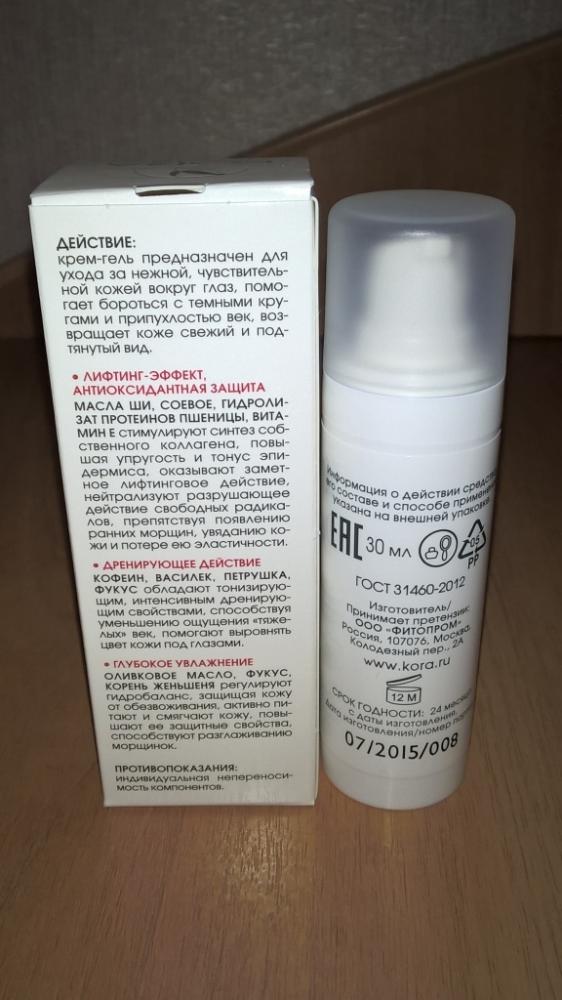 ДЕЙСТВИЕ:
крем-гель предназначен для
ухода за нежной, чувствитель-
ной кожей вокруг глаз, помо-
гает бороться с темными кру-
гами и припухлостью век, воз-
вращает коже свежий и под-
тянутый вид.
• ЛИФТИНГ-ЭФФЕКТ,
АНТИОКСИДАНТНАЯ ЗАЩИТА
МАСЛА ШИ, СОЕВОЕ, ГИДРОЛИ-
ЗАТ ПРОТЕИНОВ ПШЕНИЦЫ, ВИТА-
МИН Е стимулируют синтез соб-
ственного коллагена, повы-
шая упругость и тонус эпи-
дермиса, оказывают замет-
ное лифтинговое действие,
нейтрализуют разрушающее
действие свободных радика-
лов, препятствуя появлению
ранних морщин, увяданию ко-
жи и потере ею эластичности.
• ДРЕНИРУЮЩЕЕ ДЕЙСТВИЕ
КОФЕИН, ВАСИЛЕК, ПЕТРУШКА,
ФУКУС обладают тонизирую-
щим, интенсивным дренирую-
щим свойствами, способствуя
уменьшению ощущения «тяже-
лых» век, помогают выровнять
цвет кожи под глазами.
• ГЛУБОКОЕ УВЛАЖНЕНИЕ
ОЛИВКОВОЕ МАСЛО, ФУКУС,
КОРЕНЬ ЖЕНЬШЕНЯ регулируют
гидробаланс, защищая кожу
от обезвоживания, активно пи-
тают и смягчают кожу, повы-
шают ее защитные свойства,
способствуют разглаживанию
морщинок.
ПРОТИВОПОКАЗАНИЯ:
индивидуальная непереноси-
мость компонентов.
Информация о действии средства,
его составе и способе применения
указана на внешней упаковке.
ЕАС 30 МЛ 05
PP
ГОСТ 31460-2012
Изготовитель/
Принимает претензии:
ООО «ФИТОПРОМ»
Россия, 107076, Москва,
Колодезный пер., 2А
www.kora.ru
12 М
СРОК ГОДНОСТИ: 24 месяца
с даты изготовления
Дата изготовления/номер
07/2015/008